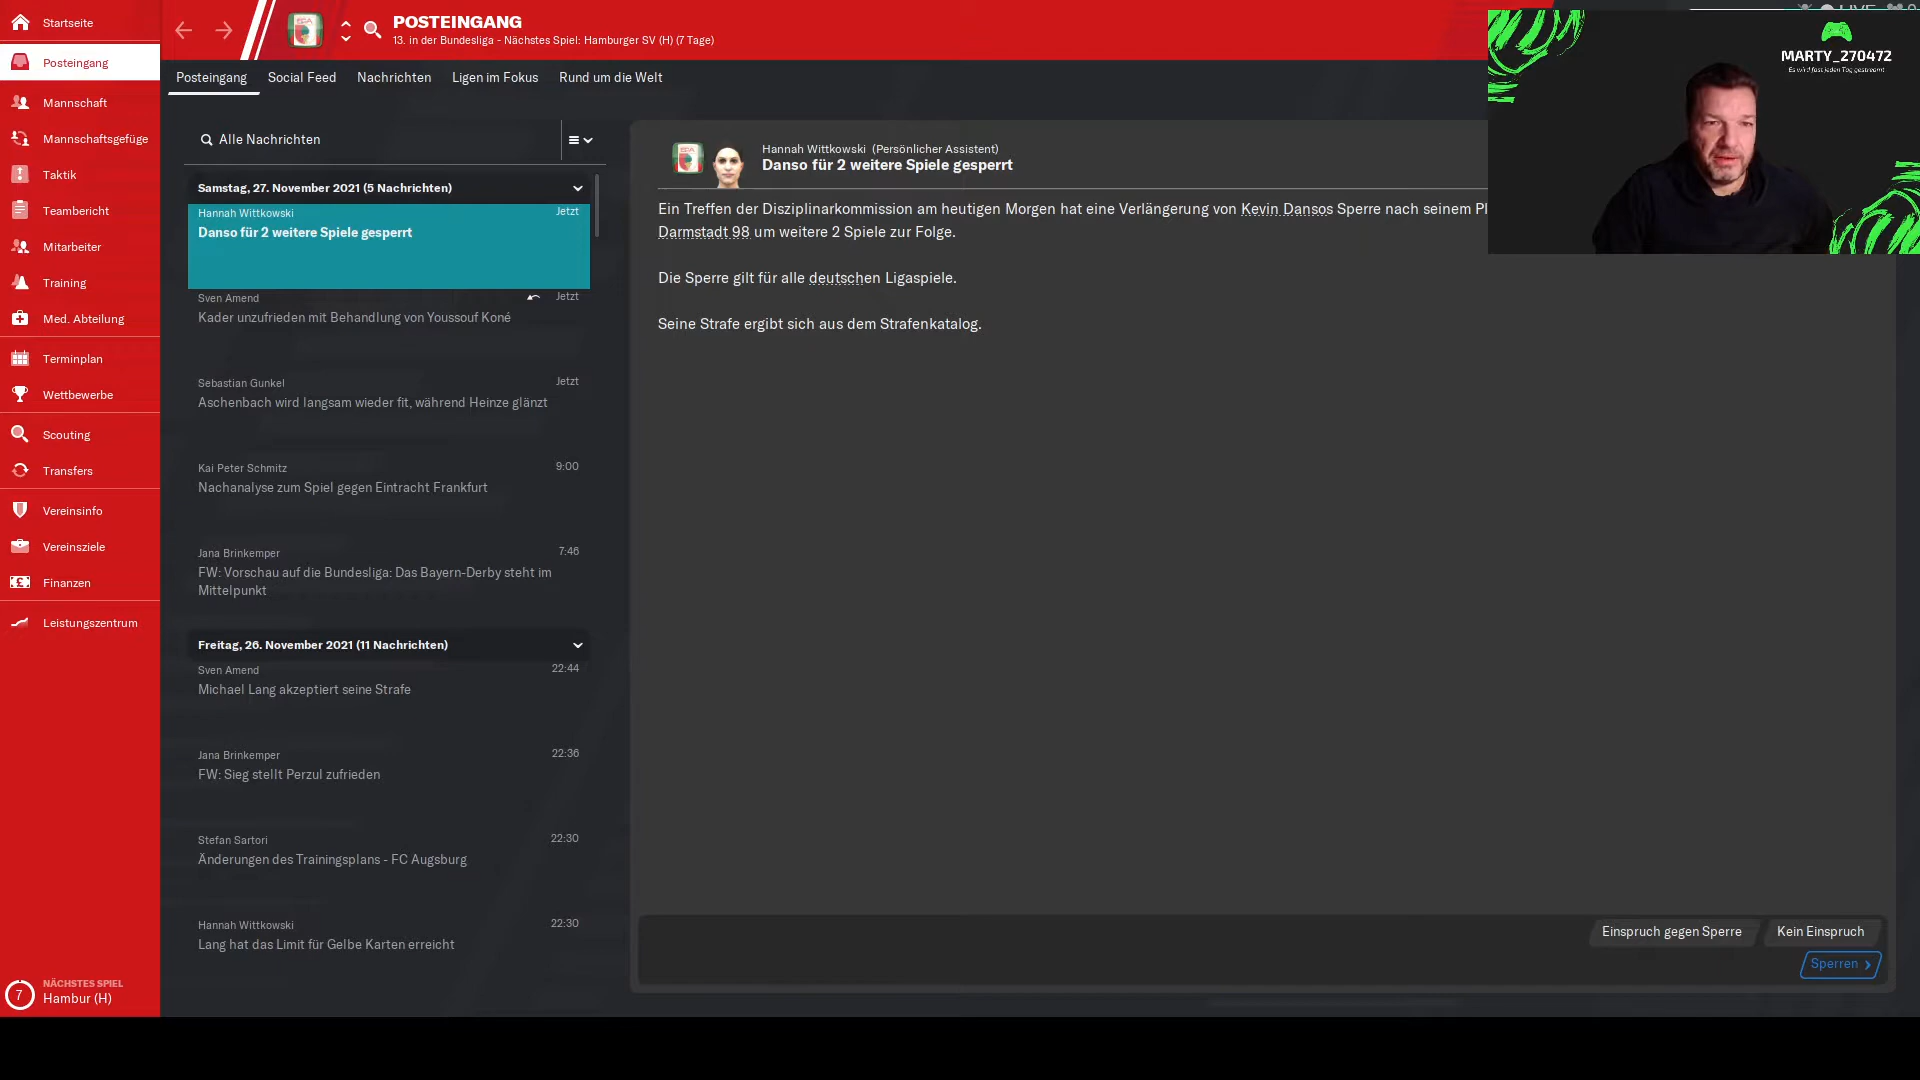 Startseite
Posteingang
Mannschaft
Mannschaftsgefüge
Taktik
Teambericht
Mitarbeiter
Training
Med. Abteilung
Terminplan
Wettbewerbe
Scouting
Transfers
Vereinsinfo
Vereinsziele
Finanzen
Leistungszentrum
7
NÄCHSTES SPIEL
Hambur (H)
POSTEINGANG
13. in der Bundesliga - Nächstes Spiel: Hamburger SV (H) (7 Tage)
Posteingang Social Feed Nachrichten Ligen im Fokus Rund um die Welt
Alle Nachrichten
Samstag, 27. November 2021 (5 Nachrichten)
Hannah Wittkowski Jetzt
Danso für 2 weitere Spiele gesperrt
Sven Amend Jetzt
Kader unzufrieden mit Behandlung von Youssouf Koné
Sebastian Gunkel Jetzt
Aschenbach wird langsam wieder fit, während Heinze glänzt
Kai Peter Schmitz 9:00
Nachanalyse zum Spiel gegen Eintracht Frankfurt
Jana Brinkemper 7:46
FW: Vorschau auf die Bundesliga: Das Bayern-Derby steht im
Mittelpunkt
Freitag, 26. November 2021 (11 Nachrichten)
Sven Amend 22:44
Michael Lang akzeptiert seine Strafe
Jana Brinkemper 22:36
FW: Sieg stellt Perzul zufrieden
Stefan Sartori 22:30
Änderungen des Trainingsplans - FC Augsburg
Hannah Wittkowski 22:30
Lang hat das Limit für Gelbe Karten erreicht
Hannah Wittkowski (Persönlicher Assistent)
Danso für 2 weitere Spiele gesperrt
Ein Treffen der Disziplinarkommission am heutigen Morgen hat eine Verlängerung von Kevin Dansos Sperre nach seinem Pl
Darmstadt 98 um weitere 2 Spiele zur Folge.
Die Sperre gilt für alle deutschen Ligaspiele.
Seine Strafe ergibt sich aus dem Strafenkatalog.
Einspruch gegen Sperre Kein Einspruch
Sperren
MARTY_270472
Es wird fast jeden Tag gestreamt